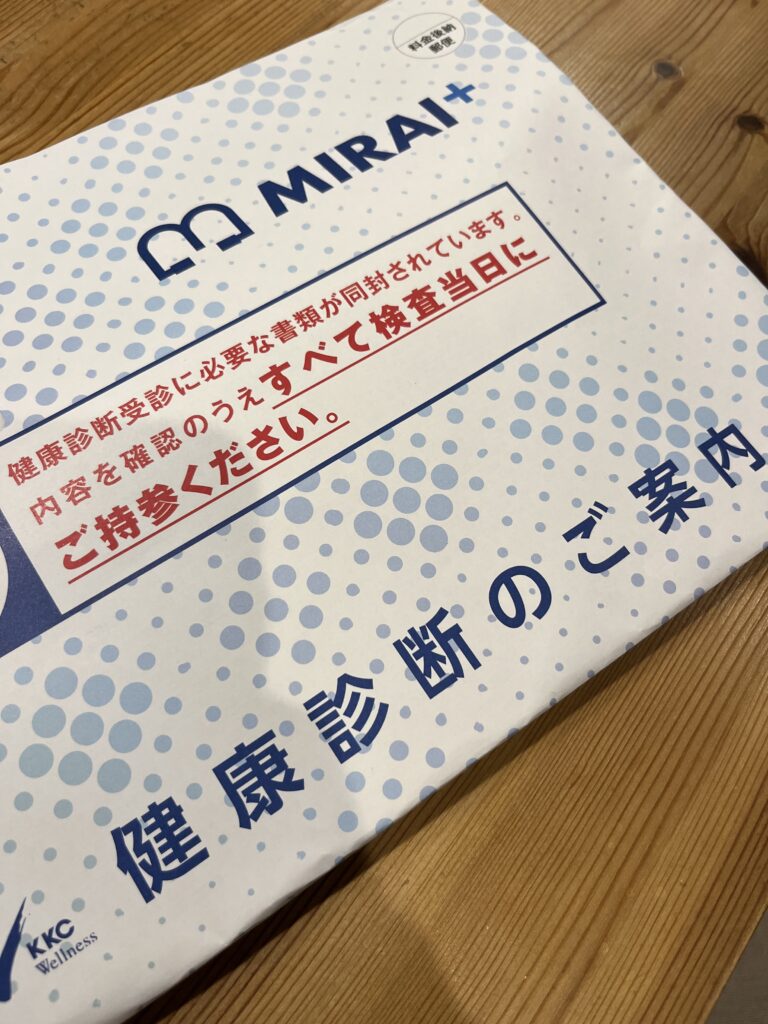 料金後納
郵便
MIRAI+
健康診断受診に必要な書類が同封されています。
内容を確認のうえすべて検査当日に
ご持参ください。
健康診断のご案内
KKC
Wellness